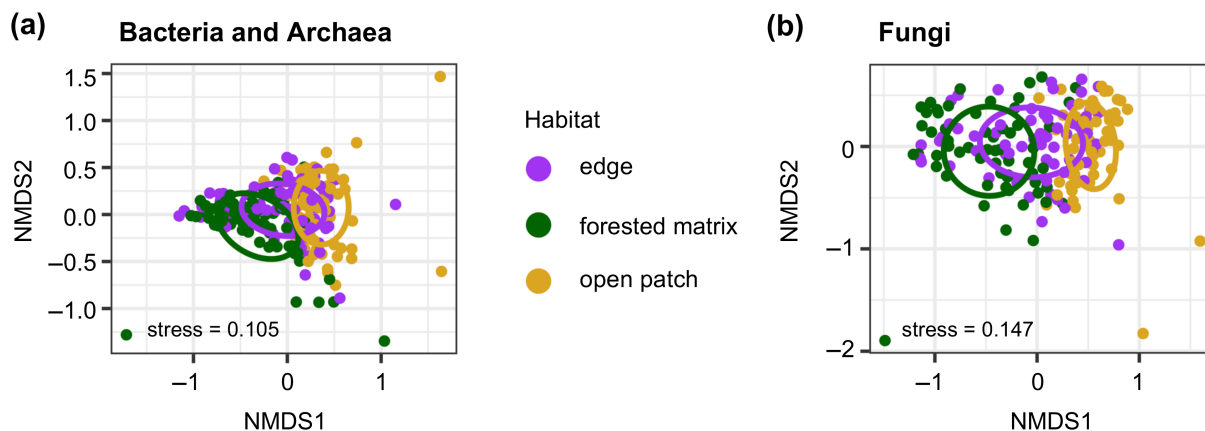 (a) Bacteria and Archaea
1.5
1.0
0.5
0.0
–0.5
–1.0
NMDS2
stress = 0.105
–1 0 1
NMDS1
Habitat
edge
forested matrix
open patch
(b) Fungi
0
–1
–2
NMDS2
stress = 0.147
–1 0 1
NMDS1